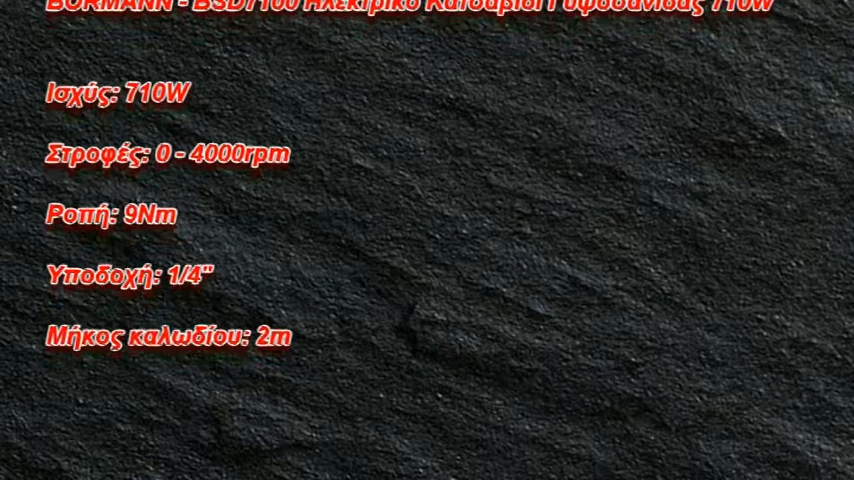 BORMANN - BSD7100 Ηλεκτρικό Κατσαβίδι Γυψοσανίδας 710W
Ισχύς: 710W
Στροφές: 0 - 4000rpm
Ροπή: 9Nm
Υποδοχή: 1/4"
Μήκος καλωδίου: 2m